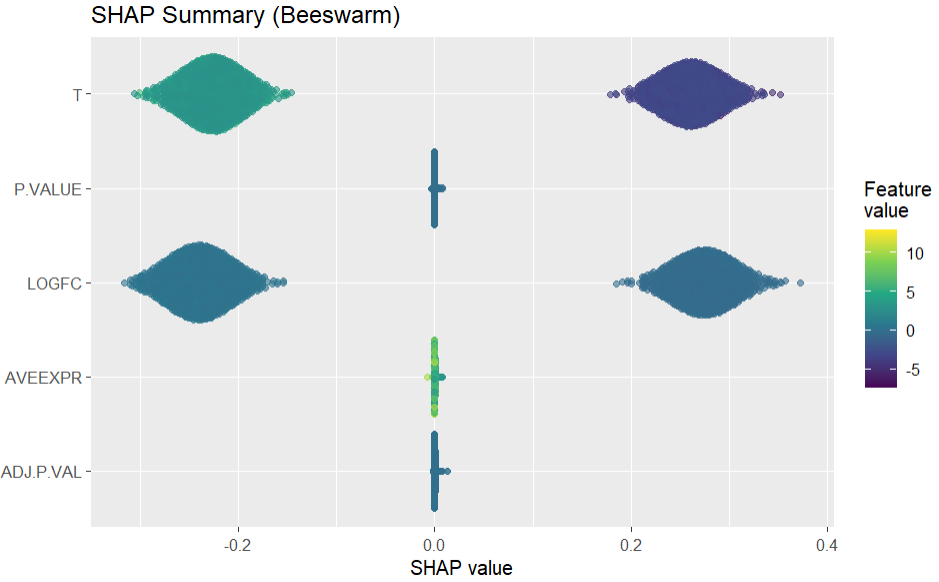 SHAP Summary (Beeswarm)
T
P.VALUE
LOGFC
AVEEXPR
ADJ.P.VAL
-0.2
0.0
0.2
0.4
SHAP value
Feature
value
10
5
0
-5